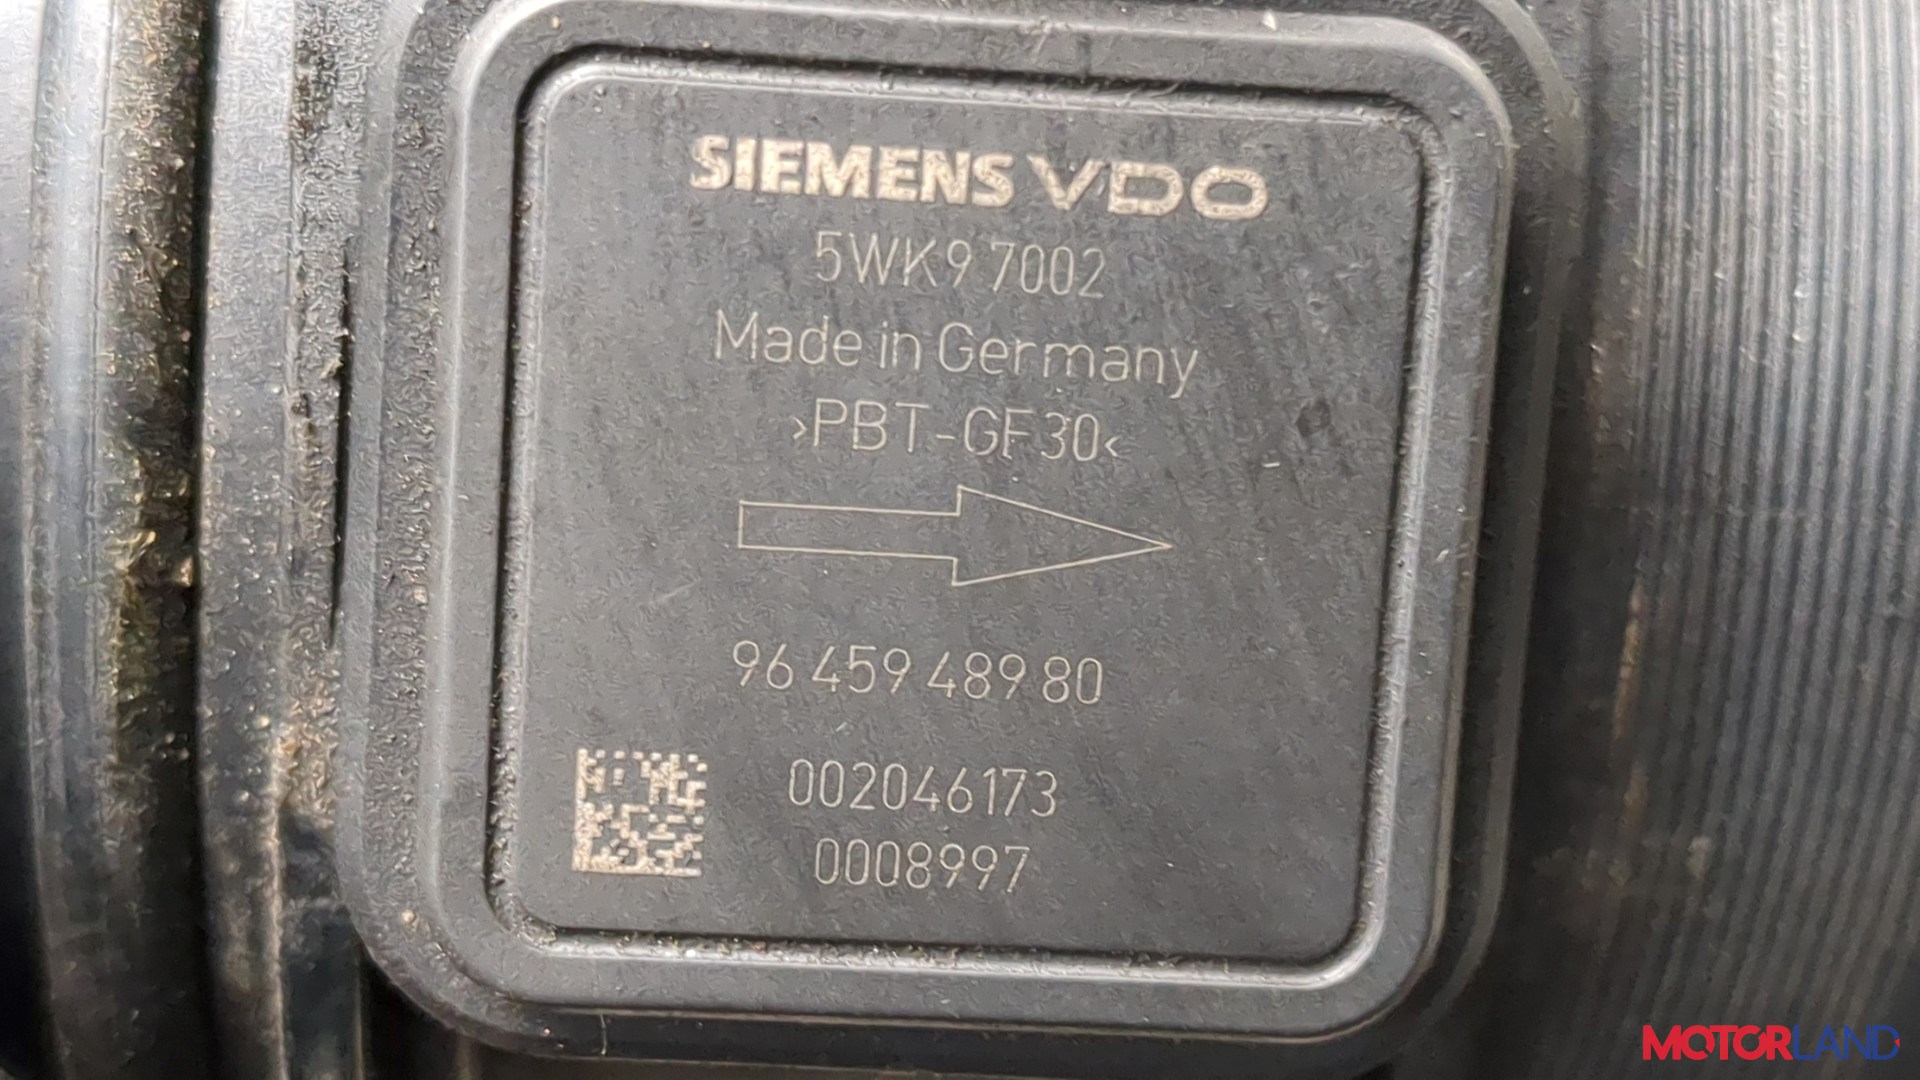 SIEMENS VDO
5WK9 7002
Made in Germany
>PBT-GF30<
96 459 489 80
002046173
0008997
MOTORLAND